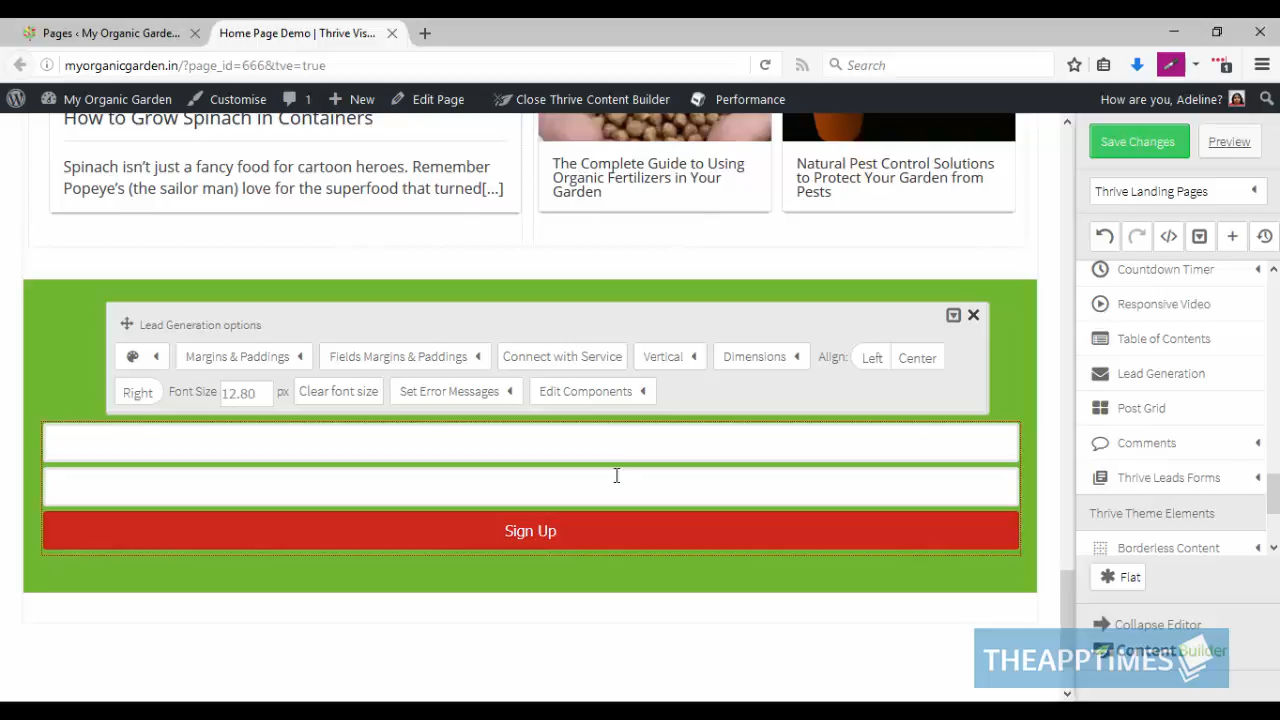 Pages ‹ My Organic Garde...
Home Page Demo | Thrive Vis...
myorganicgarden.in/?page_id=666&tve=true
Search
My Organic Garden
Customise
1
New
Edit Page
Close Thrive Content Builder
Performance
How are you, Adeline?
How to Grow Spinach in Containers
Spinach isn’t just a fancy food for cartoon heroes. Remember
Popeye’s (the sailor man) love for the superfood that turned[...]
The Complete Guide to Using
Organic Fertilizers in Your
Garden
Natural Pest Control Solutions
to Protect Your Garden from
Pests
Lead Generation options
Margins & Paddings
Fields Margins & Paddings
Connect with Service
Vertical
Dimensions
Align:
Left
Center
Right
Font Size
12.80
px
Clear font size
Set Error Messages
Edit Components
Sign Up
Save Changes
Preview
Thrive Landing Pages
Countdown Timer
Responsive Video
Table of Contents
Lead Generation
Post Grid
Comments
Thrive Leads Forms
Thrive Theme Elements
Borderless Content
Flat
Collapse Editor
Content Builder
THEAPPTIMES